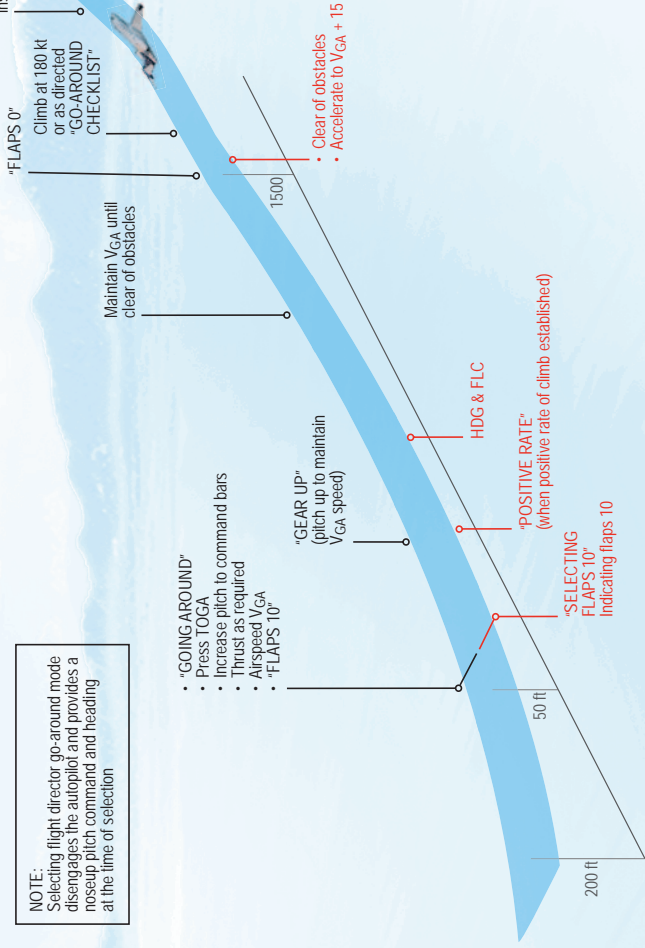 NOTE:
Selecting flight director go-around mode
disengages the autopilot and provides a
noseup pitch command and heading
at the time of selection
200 ft
50 ft
• "GOING AROUND"
• Press TOGA
• Increase pitch to command bars
• Thrust as required
• Airspeed VGA
• "FLAPS 10"
"SELECTING
FLAPS 10"
Indicating flaps 10
"POSITIVE RATE"
(when positive rate of climb established)
"GEAR UP"
(pitch up to maintain
VGA speed)
HDG & FLC
Maintain VGA until
clear of obstacles
1500
• Clear of obstacles
• Accelerate to VGA + 15
"FLAPS 0"
Climb at 180 kt
or as directed
"GO-AROUND
CHECKLIST"